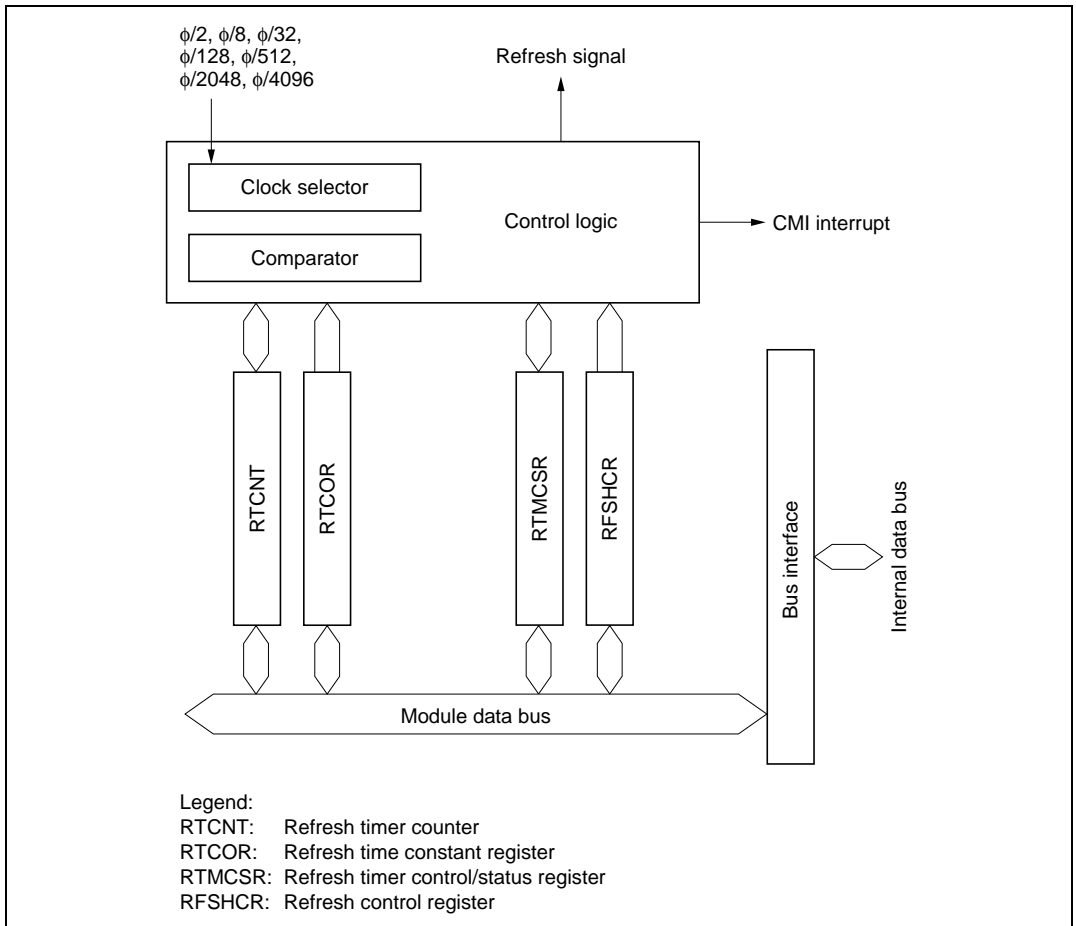 ϕ/2, ϕ/8, ϕ/32,
ϕ/128, ϕ/512,
ϕ/2048, ϕ/4096
Refresh signal
Clock selector
Control logic
CMI interrupt
Comparator
RTCNT
RTCOR
RTMCSR
RFSHCR
Bus interface
Internal data bus
Module data bus
Legend:
RTCNT: Refresh timer counter
RTCOR: Refresh time constant register
RTMCSR: Refresh timer control/status register
RFSHCR: Refresh control register